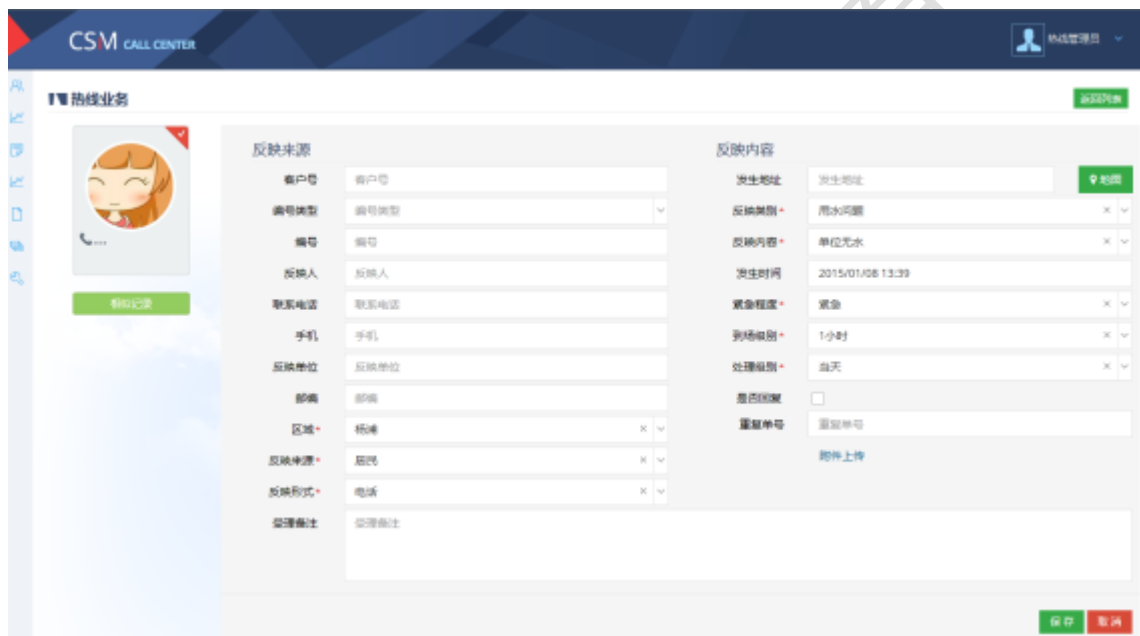 CSM CALL CENTER
热线管理员
热线业务
返回列表
反映来源
反映内容
客户号 客户号
发生地址 发生地址 地图
编号类型 编号类型
反映类别* 用水问题
编号 编号
反映内容* 单位无水
反映人 反映人
发生时间 2015/01/08 13:39
联系电话 联系电话
紧急程度* 紧急
相似记录
手机 手机
到场级别* 1小时
反映单位 反映单位
处理级别* 当天
邮编 邮编
是否回复
区域* 杨浦
重复单号 重复单号
反映来源* 居民
附件上传
反映形式* 电话
受理备注 受理备注
保存 取消